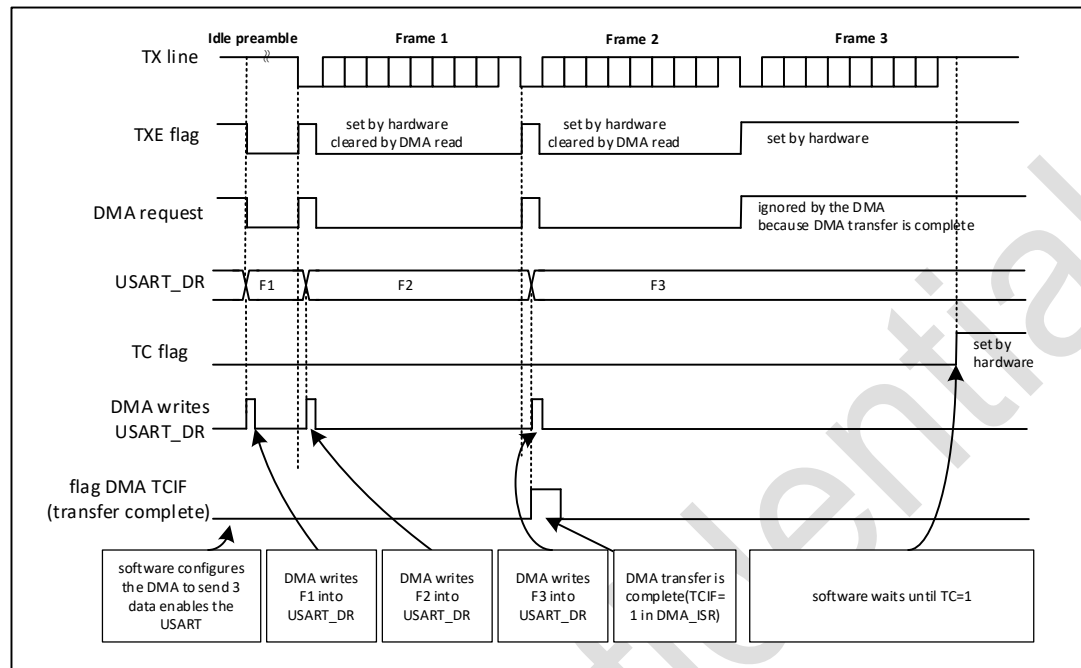 Idle preamble
Frame 1
Frame 2
Frame 3
TX line
TXE flag
set by hardware
cleared by DMA read
set by hardware
cleared by DMA read
set by hardware
DMA request
ignored by the DMA
because DMA transfer is complete
USART_DR
F1
F2
F3
TC flag
set by
hardware
DMA writes
USART_DR
flag DMA TCIF
(transfer complete)
software configures
the DMA to send 3
data enables the
USART
DMA writes
F1 into
USART_DR
DMA writes
F2 into
USART_DR
DMA writes
F3 into
USART_DR
DMA transfer is
complete(TCIF=
1 in DMA_ISR)
software waits until TC=1